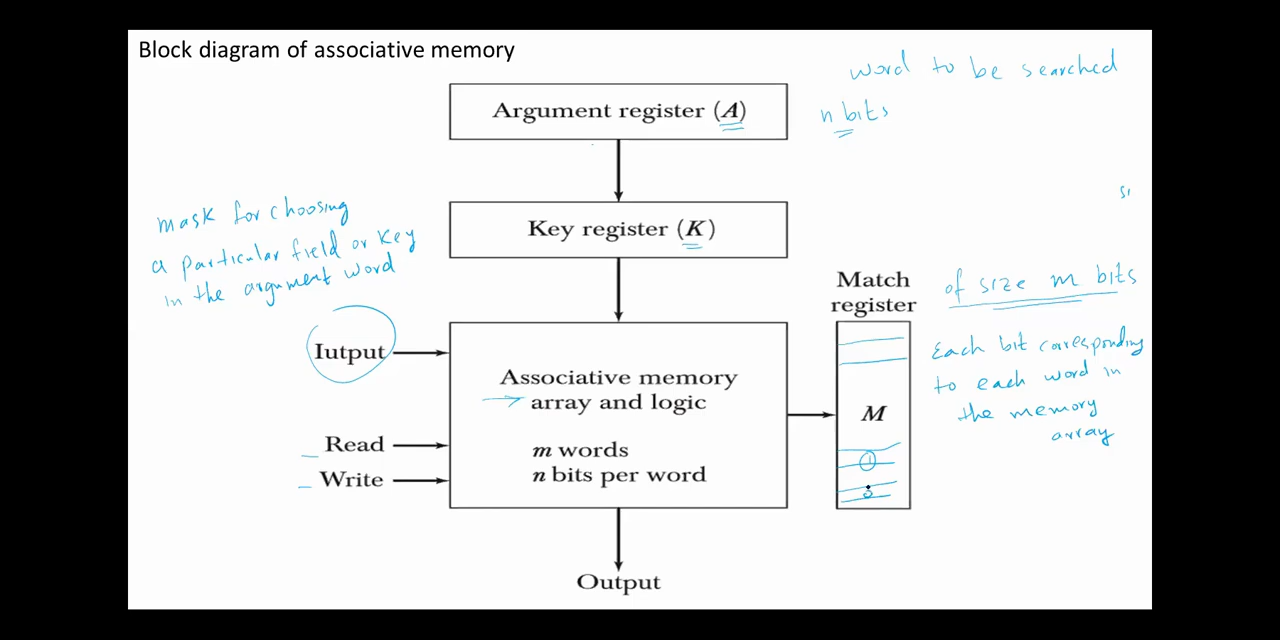 Block diagram of associative memory
word to be searched
Argument register (A)
n bits
mask for choosing
a particular field or key
in the argument word
Key register (K)
Match
register
of size m bits
Iutput
Each bit corresponding
to each word in
the memory
array
Associative memory
array and logic
M
Read
m words
1
Write
n bits per word
Output